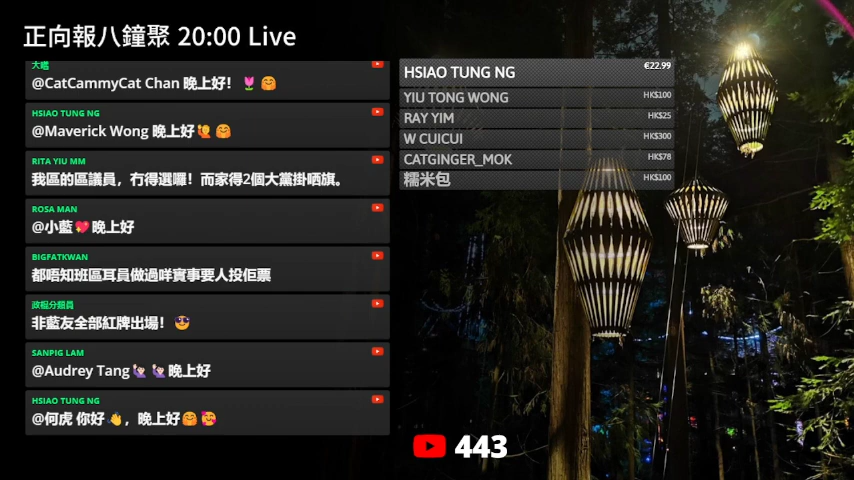 正向報八鐘聚 20:00 Live
@CatCammyCat Chan 晚上好！🌷🤗
HSIAO TUNG NG
@Maverick Wong 晚上好🙋🤗
RITA YIU MM
我區的區議員，冇得選囉！而家得2個大黨掛晒旗。
ROSA MAN
@小藍💖晚上好
BIGFATKWAN
都唔知班區耳員做過咩實事要人投佢票
政棍分類員
非藍友全部紅牌出場！😎
SANPIG LAM
@Audrey Tang🙋🏻‍♀️🙋🏻‍♀️晚上好
HSIAO TUNG NG
@何虎 你好👋，晚上好🤗🥰
HSIAO TUNG NG €22.99
YIU TONG WONG HK$100
RAY YIM HK$25
W CUICUI HK$300
CATGINGER_MOK HK$78
糯米包 HK$100
443